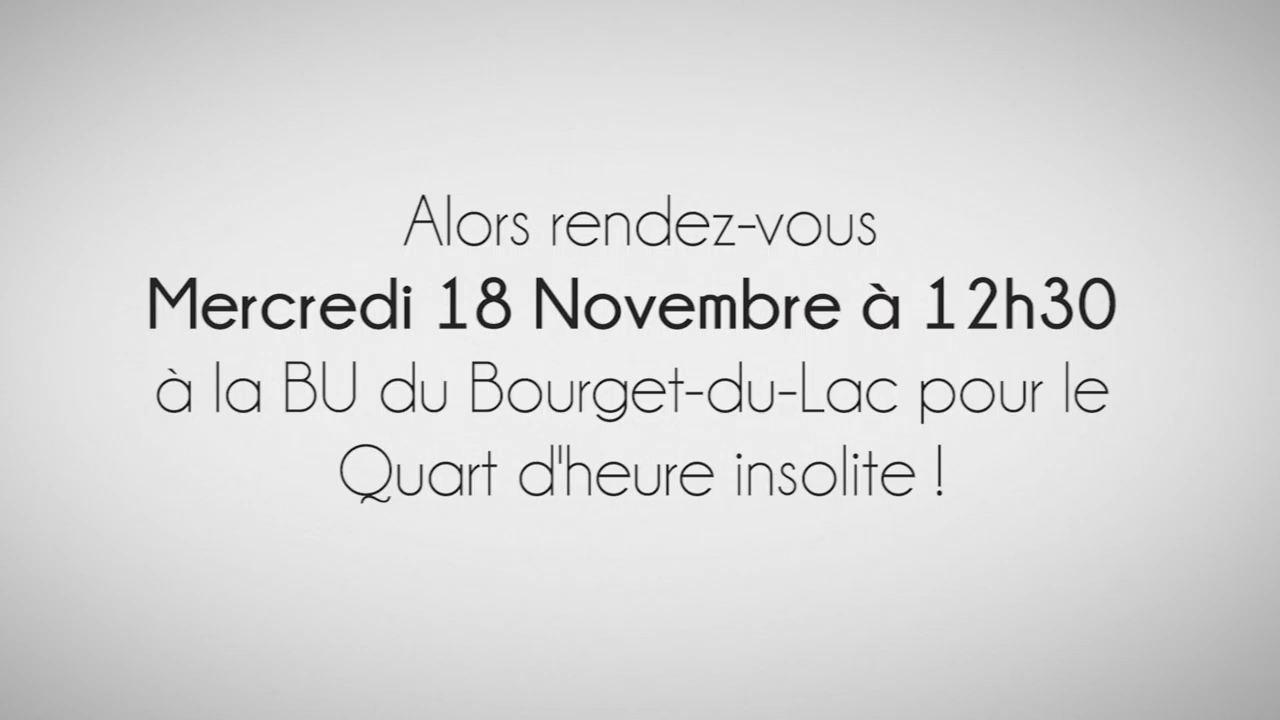 Alors rendez-vous
Mercredi 18 Novembre à 12h30
à la BU du Bourget-du-Lac pour le
Quart d'heure insolite !